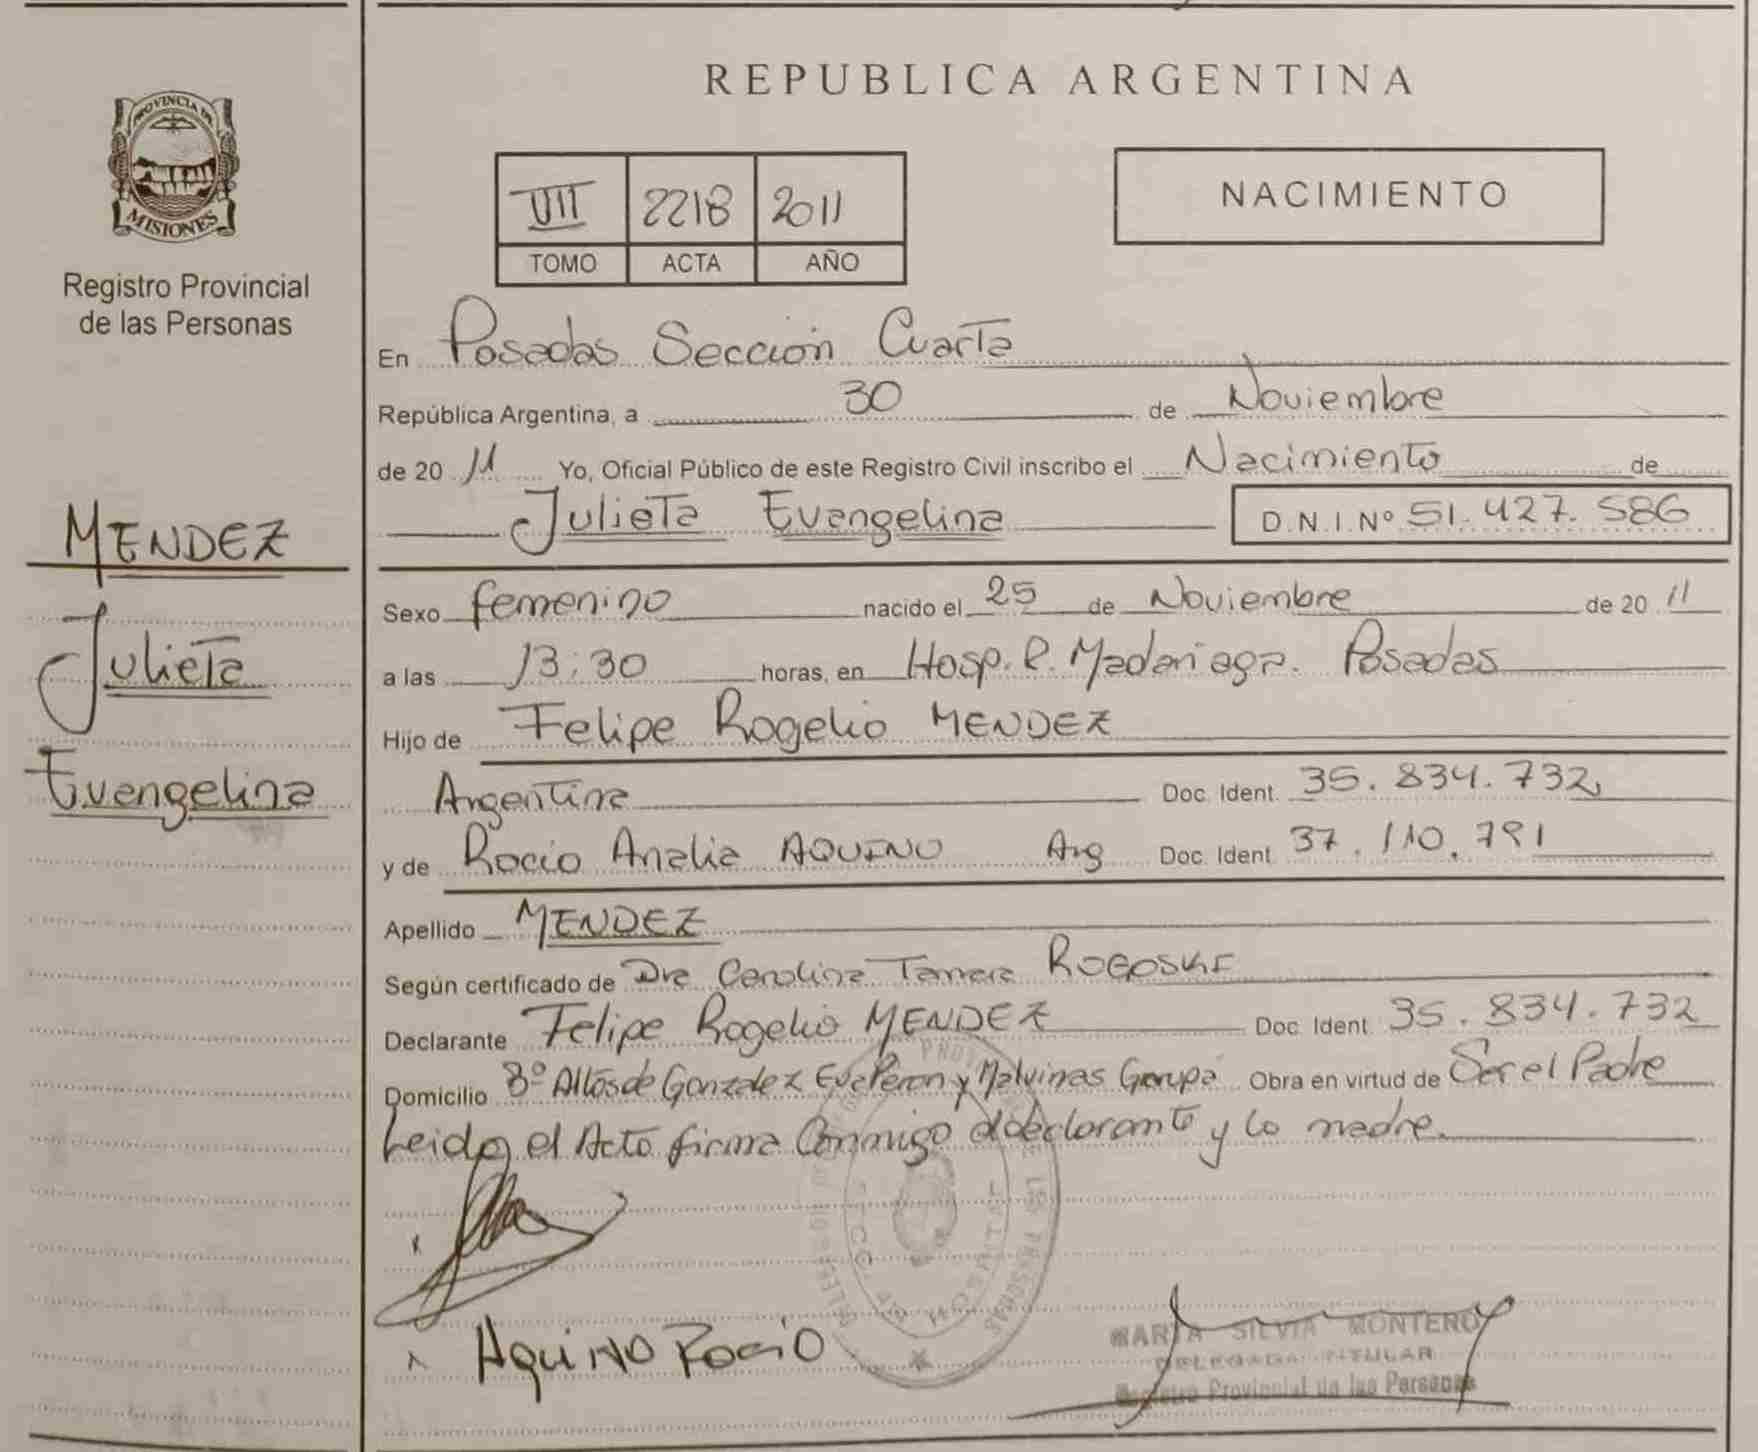 PROVINCIA DE
MISIONES
Registro Provincial
de las Personas
MENDEZ
Julieta
Evangelina
REPUBLICA ARGENTINA
VII 2218 2011
TOMO ACTA AÑO
NACIMIENTO
En Posadas Sección Cuarta
República Argentina, a 30 de Noviembre
de 20 11 Yo, Oficial Público de este Registro Civil inscribo el Nacimiento de
Julieta Evangelina D.N.I.Nº 51.427.586
Sexo femenino nacido el 25 de Noviembre de 20 11
a las 13:30 horas, en Hosp. R. Madariaga. Posadas
Hijo de Felipe Rogelio MENDEZ
Argentina Doc. Ident. 35.834.732
y de Rocio Analia AQUINO Arg Doc. Ident. 37.110.791
Apellido MENDEZ
Según certificado de Dra Carolina Tamara ROGOSKI
Declarante Felipe Rogelio MENDEZ Doc. Ident. 35.834.732
Domicilio Bº Altos de Gonzalez Eva Peron y Malvinas Garupa Obra en virtud de Ser el Padre
Leida el Acta firma Conmigo el declarante y la madre.
x
x Aquino Rocio
MARTA SILVIA MONTERO
DELEGADA TITULAR
Registro Provincial de las Personas